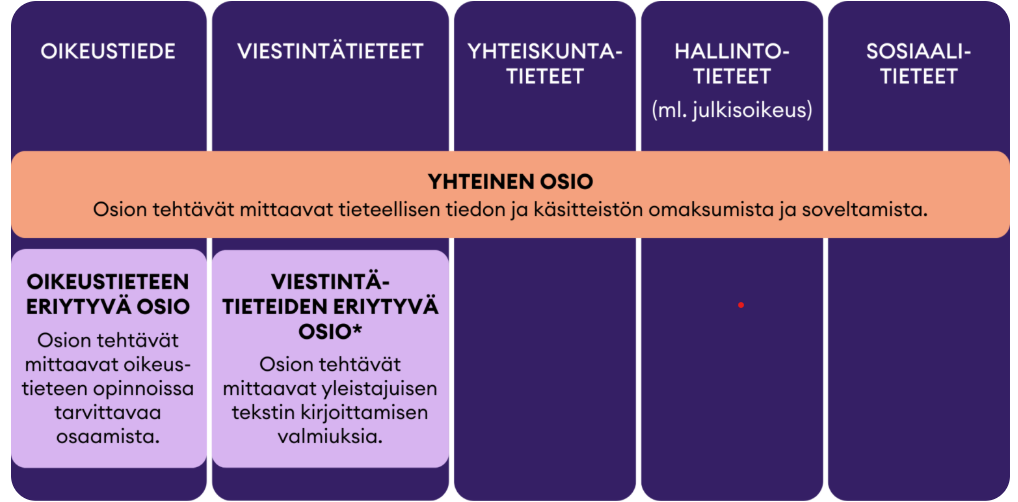 OIKEUSTIEDE
VIESTINTÄTIETEET
YHTEISKUNTA-
TIETEET
HALLINTO-
TIETEET
(ml. julkisoikeus)
SOSIAALI-
TIETEET
YHTEINEN OSIO
Osion tehtävät mittaavat tieteellisen tiedon ja käsitteistön omaksumista ja soveltamista.
OIKEUSTIETEEN
ERIYTYVÄ OSIO
Osion tehtävät
mittaavat oikeus-
tieteen opinnoissa
tarvittavaa
osaamista.
VIESTINTÄ-
TIETEIDEN ERIYTYVÄ
OSIO*
Osion tehtävät
mittaavat yleistajuisen
tekstin kirjoittamisen
valmiuksia.